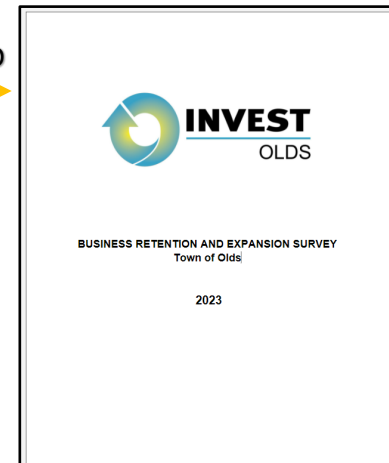 INVEST
OLDS
BUSINESS RETENTION AND EXPANSION SURVEY
Town of Olds
2023